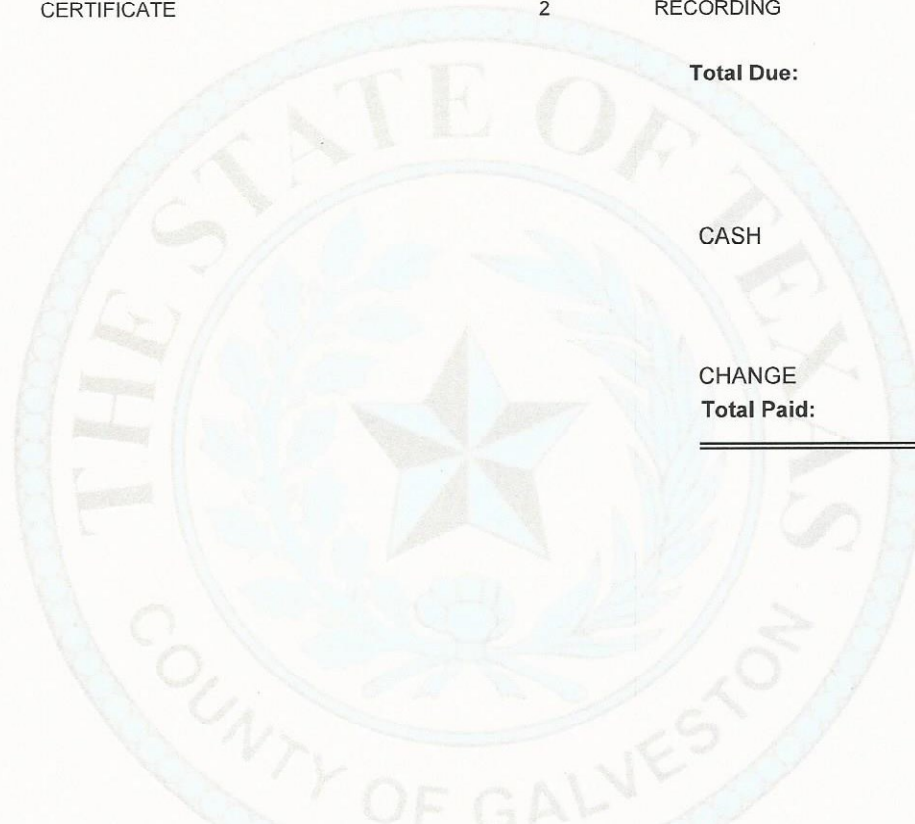 CERTIFICATE 2 RECORDING
Total Due:
CASH
CHANGE
Total Paid:
THE STATE OF TEXAS
COUNTY OF GALVESTON